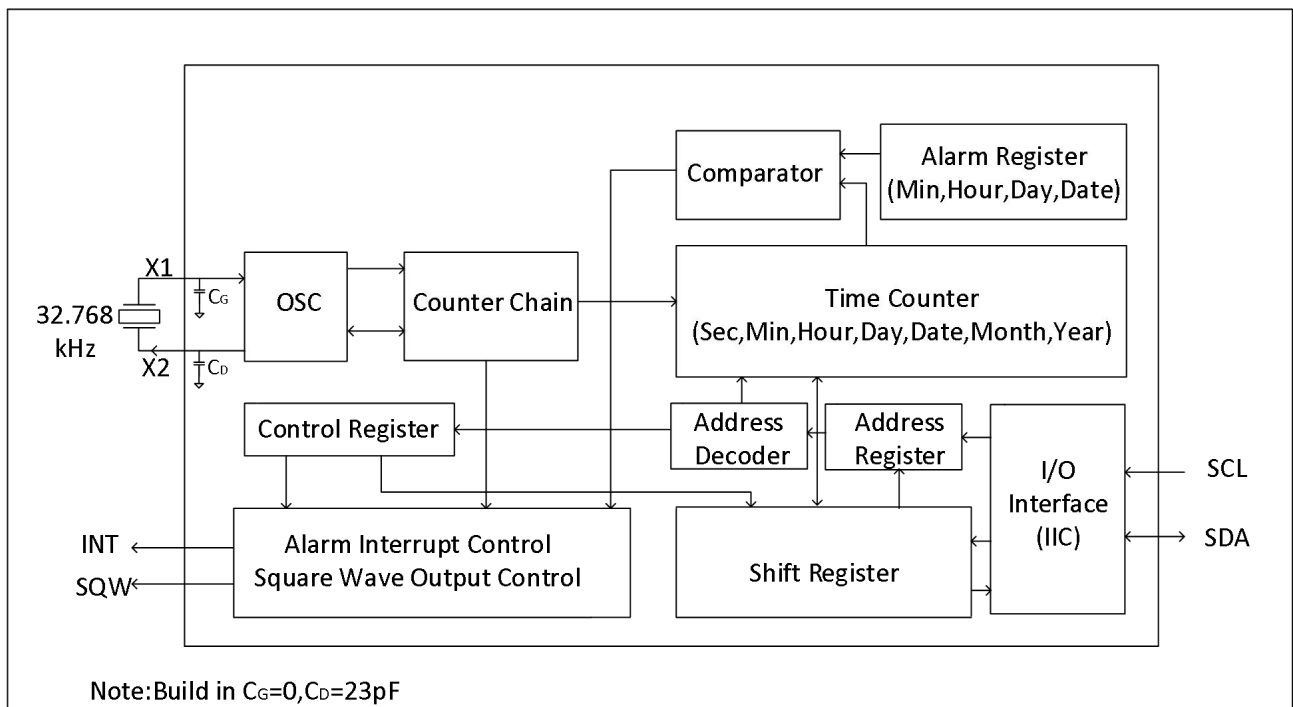 Comparator
Alarm Register
(Min,Hour,Day,Date)
X1
CG
OSC
Counter Chain
Time Counter
(Sec,Min,Hour,Day,Date,Month,Year)
32.768
kHz
X2
CD
Control Register
Address
Decoder
Address
Register
I/O
Interface
(IIC)
SCL
SDA
INT
SQW
Alarm Interrupt Control
Square Wave Output Control
Shift Register
Note:Build in CG=0,CD=23pF